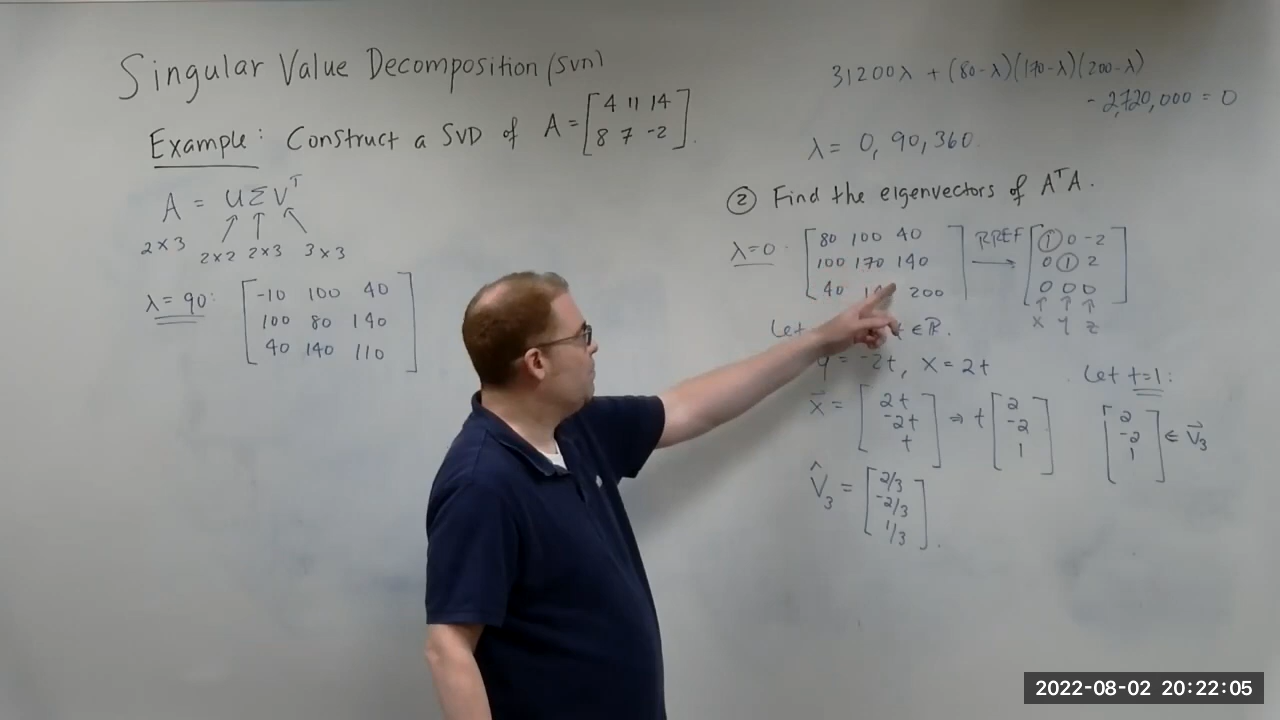 Singular Value Decomposition (SVD)
Example: Construct a SVD of A = [4 11 14
8 7 -2].
A = UΣVᵀ
2×3 2×2 2×3 3×3
λ = 90: [-10 100 40
100 80 140
40 140 110]
31200λ + (80-λ)(170-λ)(200-λ)
- 2,720,000 = 0
λ = 0, 90, 360
② Find the eigenvectors of AᵀA.
λ=0: [80 100 40
100 170 140
40 200] RREF → [1 0 -2
0 1 2
0 0 0]
↑ ↑ ↑
x y z
Let t ∈ ℝ.
y = -2t, x = 2t
x⃗ = [2t
-2t
t] ⇒ t [2
-2
1]
Let t=1:
[2
-2
1] ∈ V⃗₃
V̂₃ = [2/3
-2/3
1/3].
2022-08-02 20:22:05